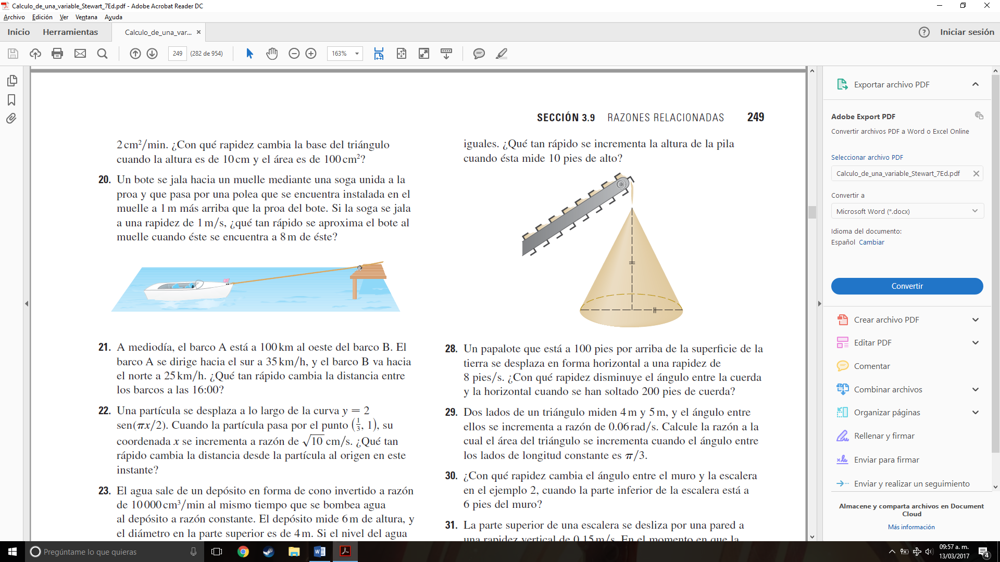 Calculo_de_una_variable_Stewart_7Ed.pdf - Adobe Acrobat Reader DC
Archivo Edición Ver Ventana Ayuda
Inicio Herramientas Calculo_de_una_var... × ? Iniciar sesión
249 (282 de 954) 163%
SECCIÓN 3.9 RAZONES RELACIONADAS 249
2 cm²/min. ¿Con qué rapidez cambia la base del triángulo
cuando la altura es de 10 cm y el área es de 100 cm²?
20. Un bote se jala hacia un muelle mediante una soga unida a la
proa y que pasa por una polea que se encuentra instalada en el
muelle a 1 m más arriba que la proa del bote. Si la soga se jala
a una rapidez de 1 m/s, ¿qué tan rápido se aproxima el bote al
muelle cuando éste se encuentra a 8 m de éste?
21. A mediodía, el barco A está a 100 km al oeste del barco B. El
barco A se dirige hacia el sur a 35 km/h, y el barco B va hacia
el norte a 25 km/h. ¿Qué tan rápido cambia la distancia entre
los barcos a las 16:00?
22. Una partícula se desplaza a lo largo de la curva y = 2
sen(πx/2). Cuando la partícula pasa por el punto (1/3, 1), su
coordenada x se incrementa a razón de √10 cm/s. ¿Qué tan
rápido cambia la distancia desde la partícula al origen en este
instante?
23. El agua sale de un depósito en forma de cono invertido a razón
de 10 000 cm³/min al mismo tiempo que se bombea agua
al depósito a razón constante. El depósito mide 6 m de altura, y
el diámetro en la parte superior es de 4 m. Si el nivel del agua
iguales. ¿Qué tan rápido se incrementa la altura de la pila
cuando ésta mide 10 pies de alto?
28. Un papalote que está a 100 pies por arriba de la superficie de la
tierra se desplaza en forma horizontal a una rapidez de
8 pies/s. ¿Con qué rapidez disminuye el ángulo entre la cuerda
y la horizontal cuando se han soltado 200 pies de cuerda?
29. Dos lados de un triángulo miden 4 m y 5 m, y el ángulo entre
ellos se incrementa a razón de 0.06 rad/s. Calcule la razón a la
cual el área del triángulo se incrementa cuando el ángulo entre
los lados de longitud constante es π/3.
30. ¿Con qué rapidez cambia el ángulo entre el muro y la escalera
en el ejemplo 2, cuando la parte inferior de la escalera está a
6 pies del muro?
31. La parte superior de una escalera se desliza por una pared a
una rapidez vertical de 0.15 m/s. En el momento en que la
Exportar archivo PDF
Adobe Export PDF
Convertir archivos PDF a Word o Excel Online
Seleccionar archivo PDF
Calculo_de_una_variable_Stewart_7Ed.pdf
Convertir a
Microsoft Word (*.docx)
Idioma del documento:
Español Cambiar
Convertir
Crear archivo PDF
Editar PDF
Comentar
Combinar archivos
Organizar páginas
Rellenar y firmar
Enviar para firmar
Enviar y realizar un seguimiento
Almacene y comparta archivos en Document
Cloud
Más información
Pregúntame lo que quieras
09:57 a. m.
13/03/2017
4